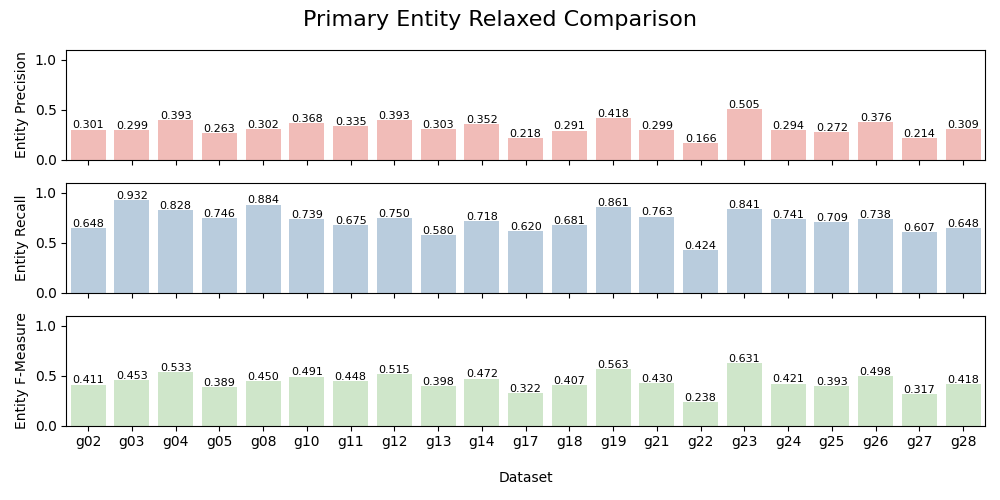 Primary Entity Relaxed Comparison
Entity Precision
1.0
0.5
0.0
0.301 0.299 0.393 0.263 0.302 0.368 0.335 0.393 0.303 0.352 0.218 0.291 0.418 0.299 0.166 0.505 0.294 0.272 0.376 0.214 0.309
Entity Recall
1.0
0.5
0.0
0.648 0.932 0.828 0.746 0.884 0.739 0.675 0.750 0.580 0.718 0.620 0.681 0.861 0.763 0.424 0.841 0.741 0.709 0.738 0.607 0.648
Entity F-Measure
1.0
0.5
0.0
0.411 0.453 0.533 0.389 0.450 0.491 0.448 0.515 0.398 0.472 0.322 0.407 0.563 0.430 0.238 0.631 0.421 0.393 0.498 0.317 0.418
g02 g03 g04 g05 g08 g10 g11 g12 g13 g14 g17 g18 g19 g21 g22 g23 g24 g25 g26 g27 g28
Dataset